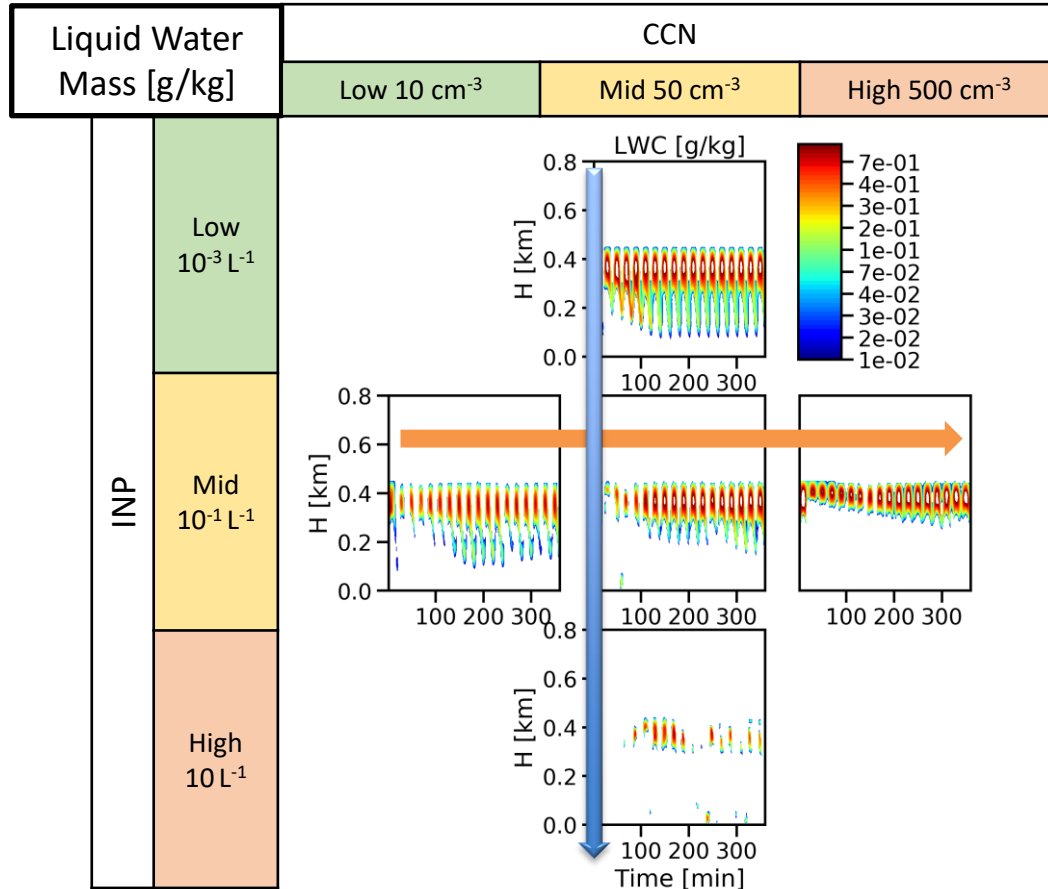 Liquid Water
Mass [g/kg]
CCN
Low 10 cm⁻³
Mid 50 cm⁻³
High 500 cm⁻³
INP
Low
10⁻³ L⁻¹
LWC [g/kg]
0.8
0.6
0.4
0.2
0.0
H [km]
100 200 300
7e-01
4e-01
3e-01
2e-01
1e-01
7e-02
4e-02
3e-02
2e-02
1e-02
Mid
10⁻¹ L⁻¹
0.8
0.6
0.4
0.2
0.0
H [km]
100 200 300
100 200 300
100 200 300
High
10 L⁻¹
0.8
0.6
0.4
0.2
0.0
H [km]
100 200 300
Time [min]